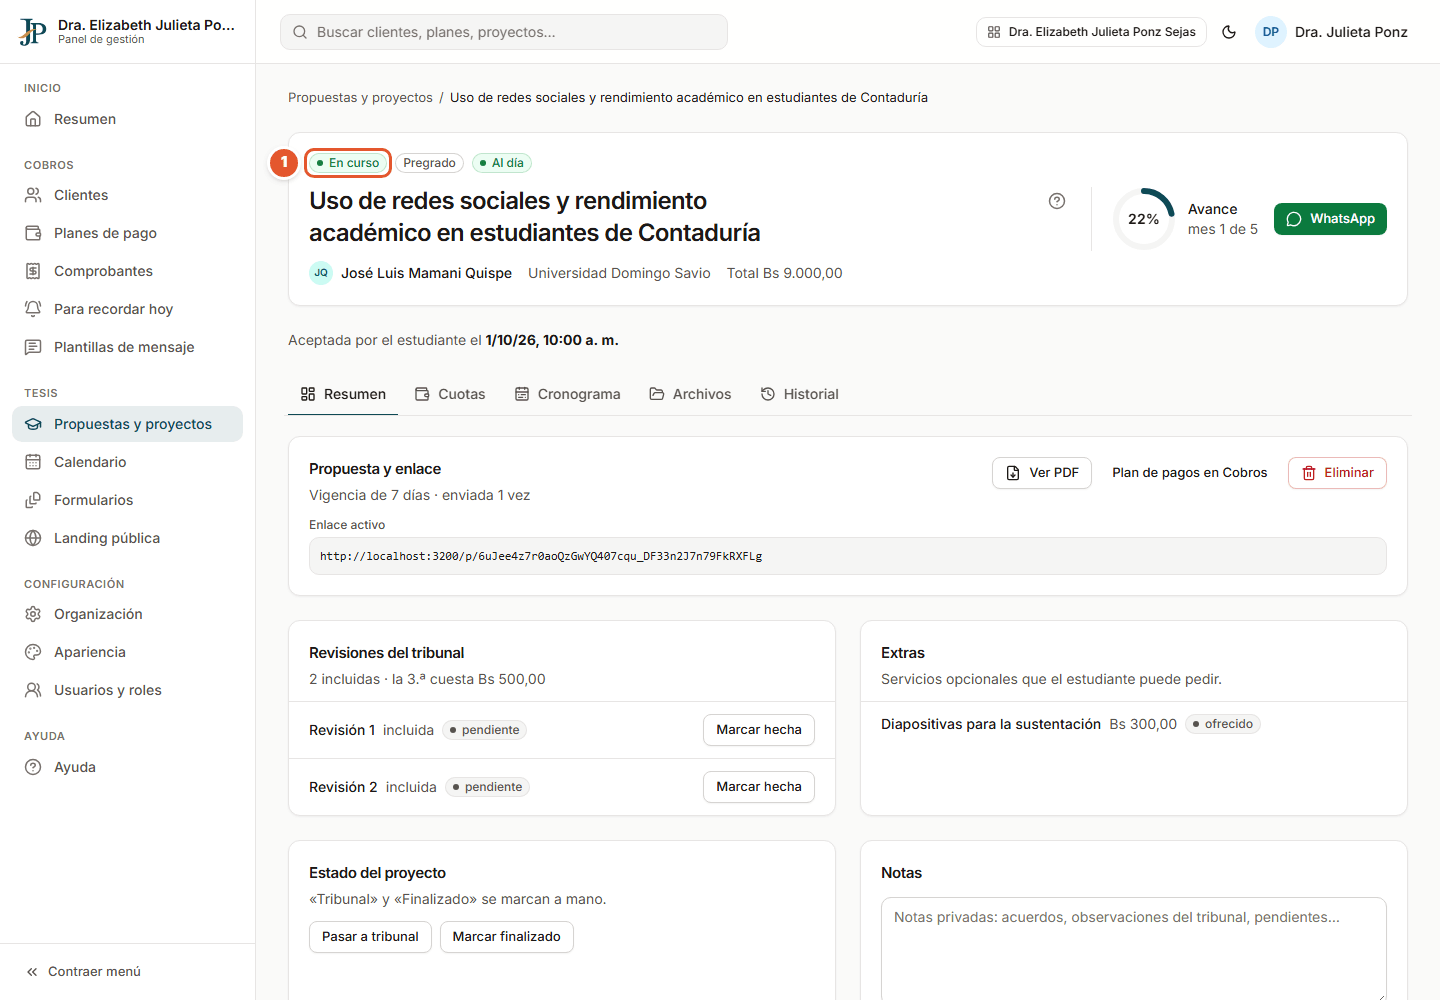 JP
Dra. Elizabeth Julieta Po...
Panel de gestión
Buscar clientes, planes, proyectos...
Dra. Elizabeth Julieta Ponz Sejas
DP
Dra. Julieta Ponz
INICIO
Resumen
COBROS
Clientes
Planes de pago
Comprobantes
Para recordar hoy
Plantillas de mensaje
TESIS
Propuestas y proyectos
Calendario
Formularios
Landing pública
CONFIGURACIÓN
Organización
Apariencia
Usuarios y roles
AYUDA
Ayuda
Contraer menú
Propuestas y proyectos / Uso de redes sociales y rendimiento académico en estudiantes de Contaduría
1
En curso
Pregrado
Al día
Uso de redes sociales y rendimiento
académico en estudiantes de Contaduría
JQ
José Luis Mamani Quispe
Universidad Domingo Savio
Total Bs 9.000,00
22%
Avance
mes 1 de 5
WhatsApp
Aceptada por el estudiante el 1/10/26, 10:00 a. m.
Resumen
Cuotas
Cronograma
Archivos
Historial
Propuesta y enlace
Vigencia de 7 días · enviada 1 vez
Ver PDF
Plan de pagos en Cobros
Eliminar
Enlace activo
http://localhost:3200/p/6uJee4z7r0aoQzGwYQ407cqu_DF33n2J7n79FkRXFLg
Revisiones del tribunal
2 incluidas · la 3.ª cuesta Bs 500,00
Revisión 1 incluida pendiente
Marcar hecha
Revisión 2 incluida pendiente
Marcar hecha
Extras
Servicios opcionales que el estudiante puede pedir.
Diapositivas para la sustentación Bs 300,00 ofrecido
Estado del proyecto
«Tribunal» y «Finalizado» se marcan a mano.
Pasar a tribunal
Marcar finalizado
Notas
Notas privadas: acuerdos, observaciones del tribunal, pendientes...